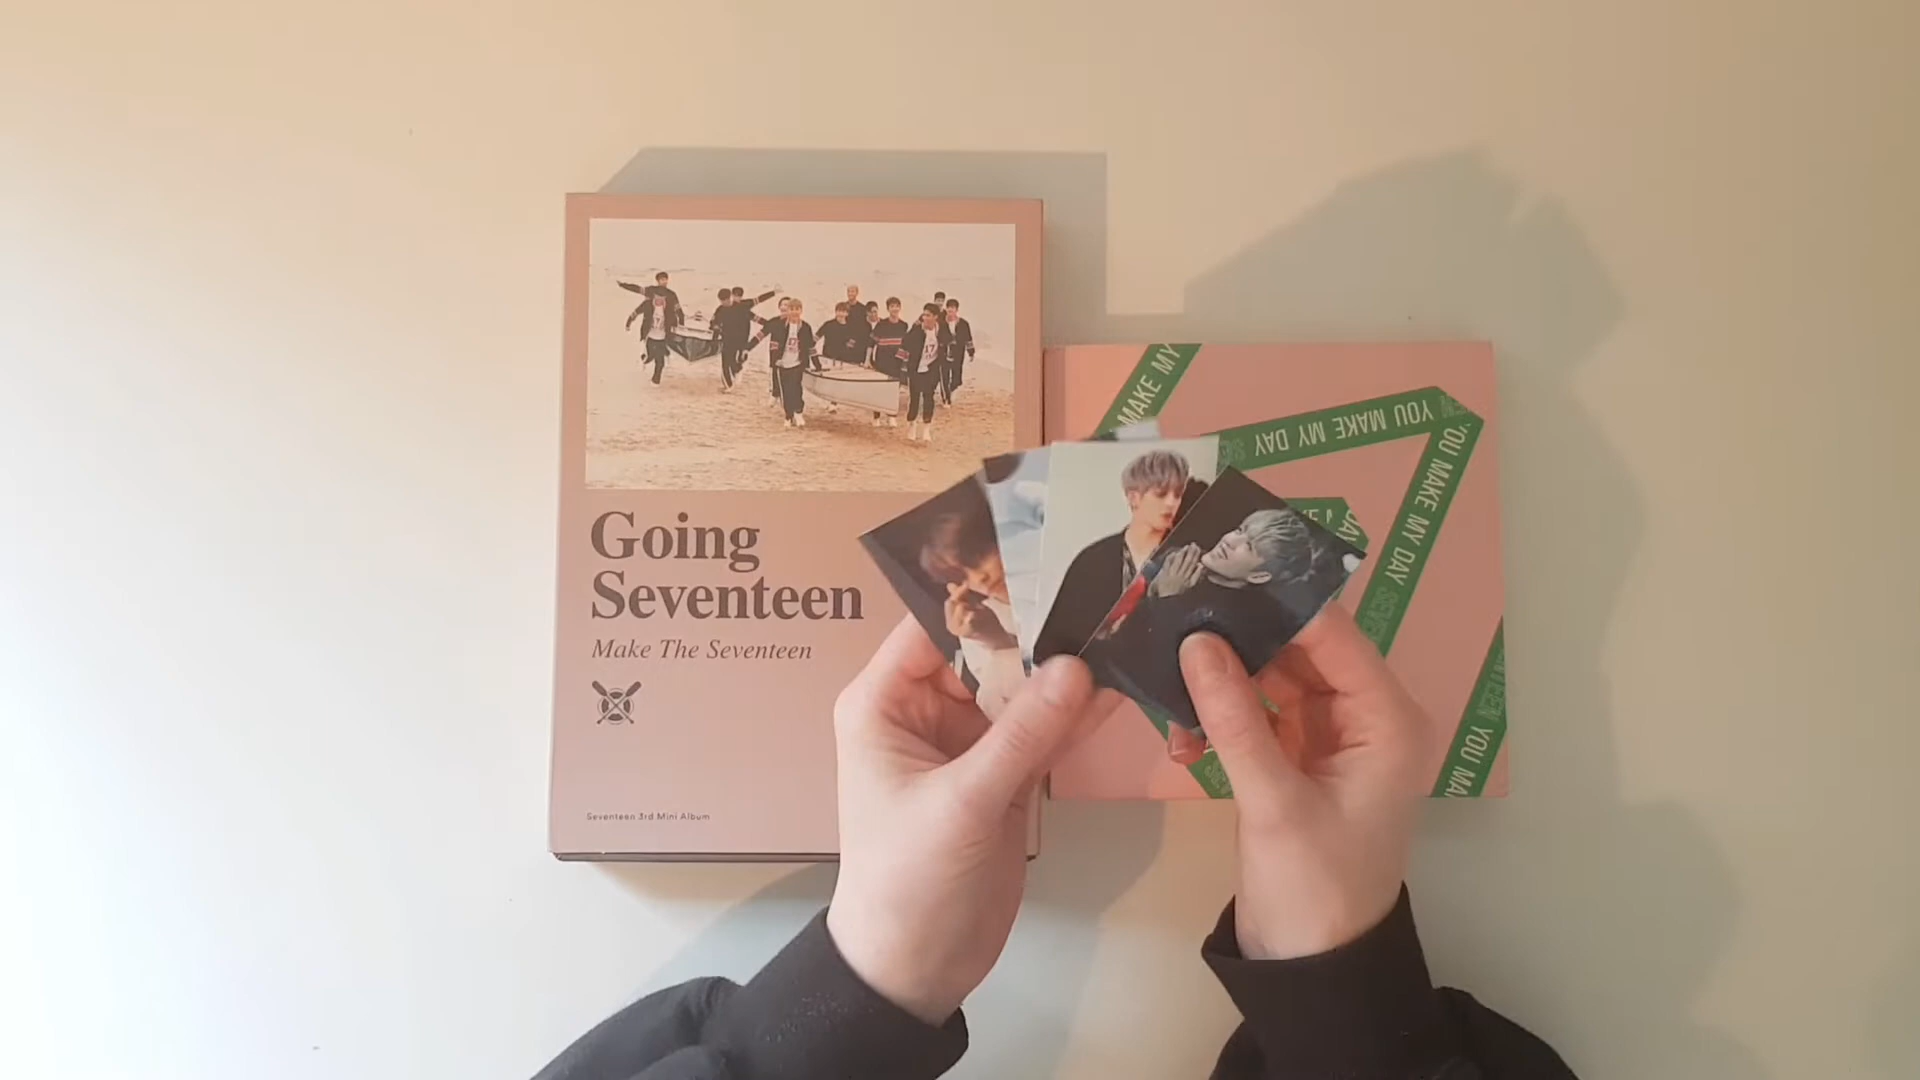 Going
Seventeen
Make The Seventeen
Seventeen 3rd Mini Album
MAKE MY
YOU MAKE MY DAY
YOU MAKE MY DAY SEVEN
YOU MA